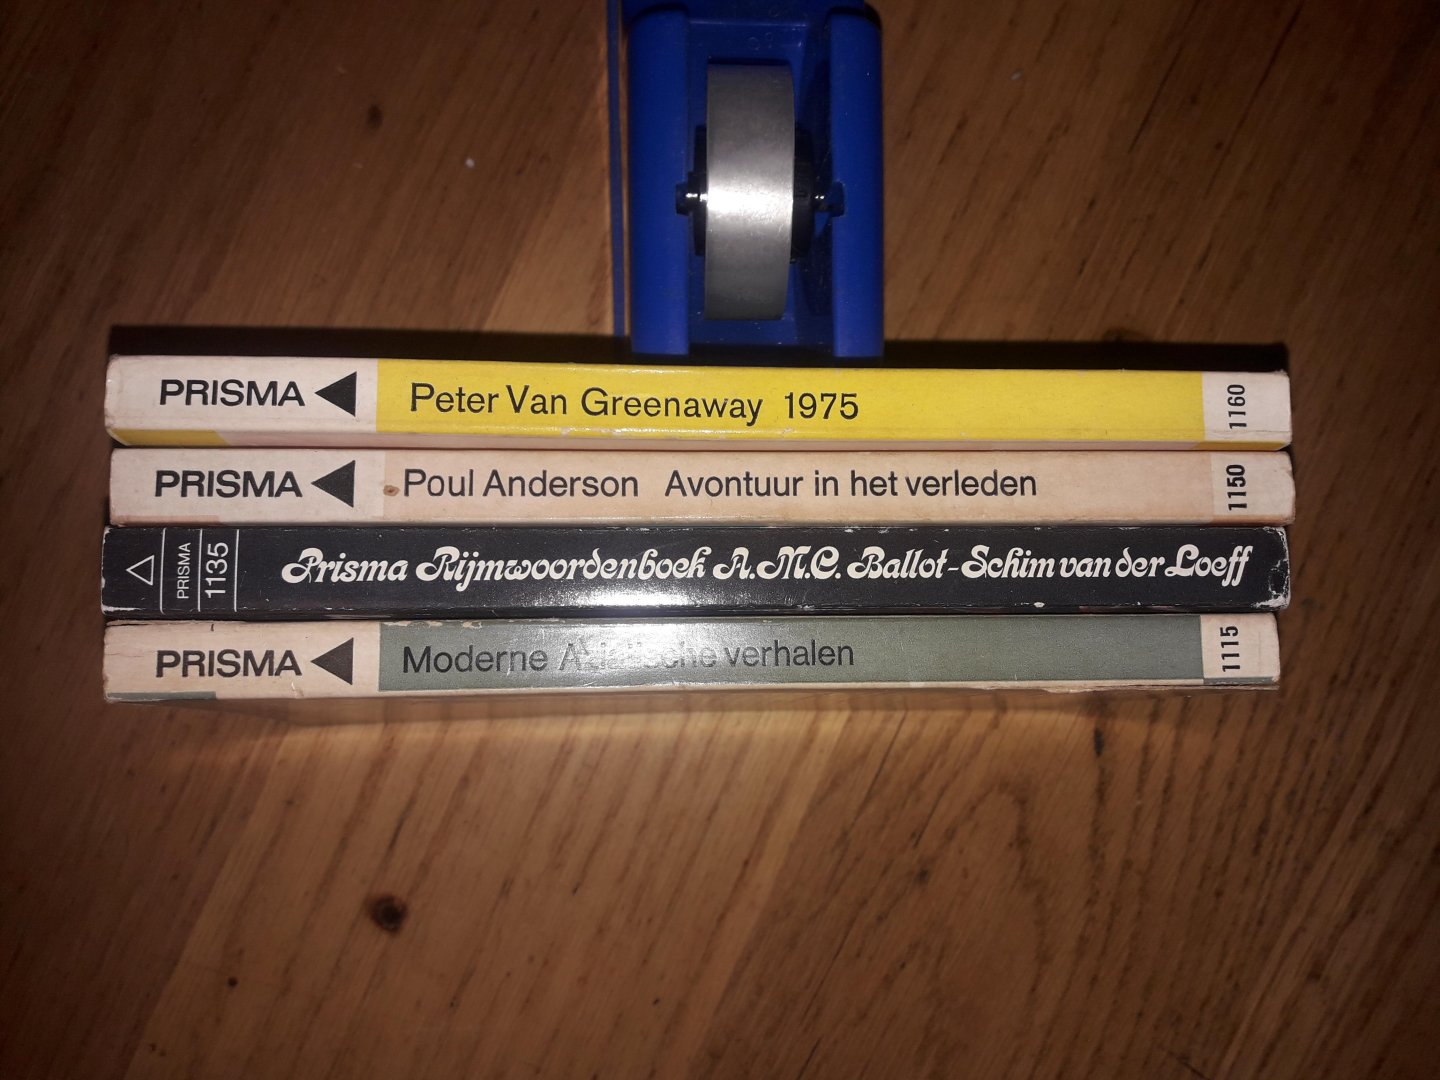 PRISMA Peter Van Greenaway 1975 1160
PRISMA Poul Anderson Avontuur in het verleden 1150
PRISMA 1135 Prisma Rijmwoordenboek A.M.C. Ballot-Schim van der Loeff
PRISMA Moderne Aziatische verhalen 1115